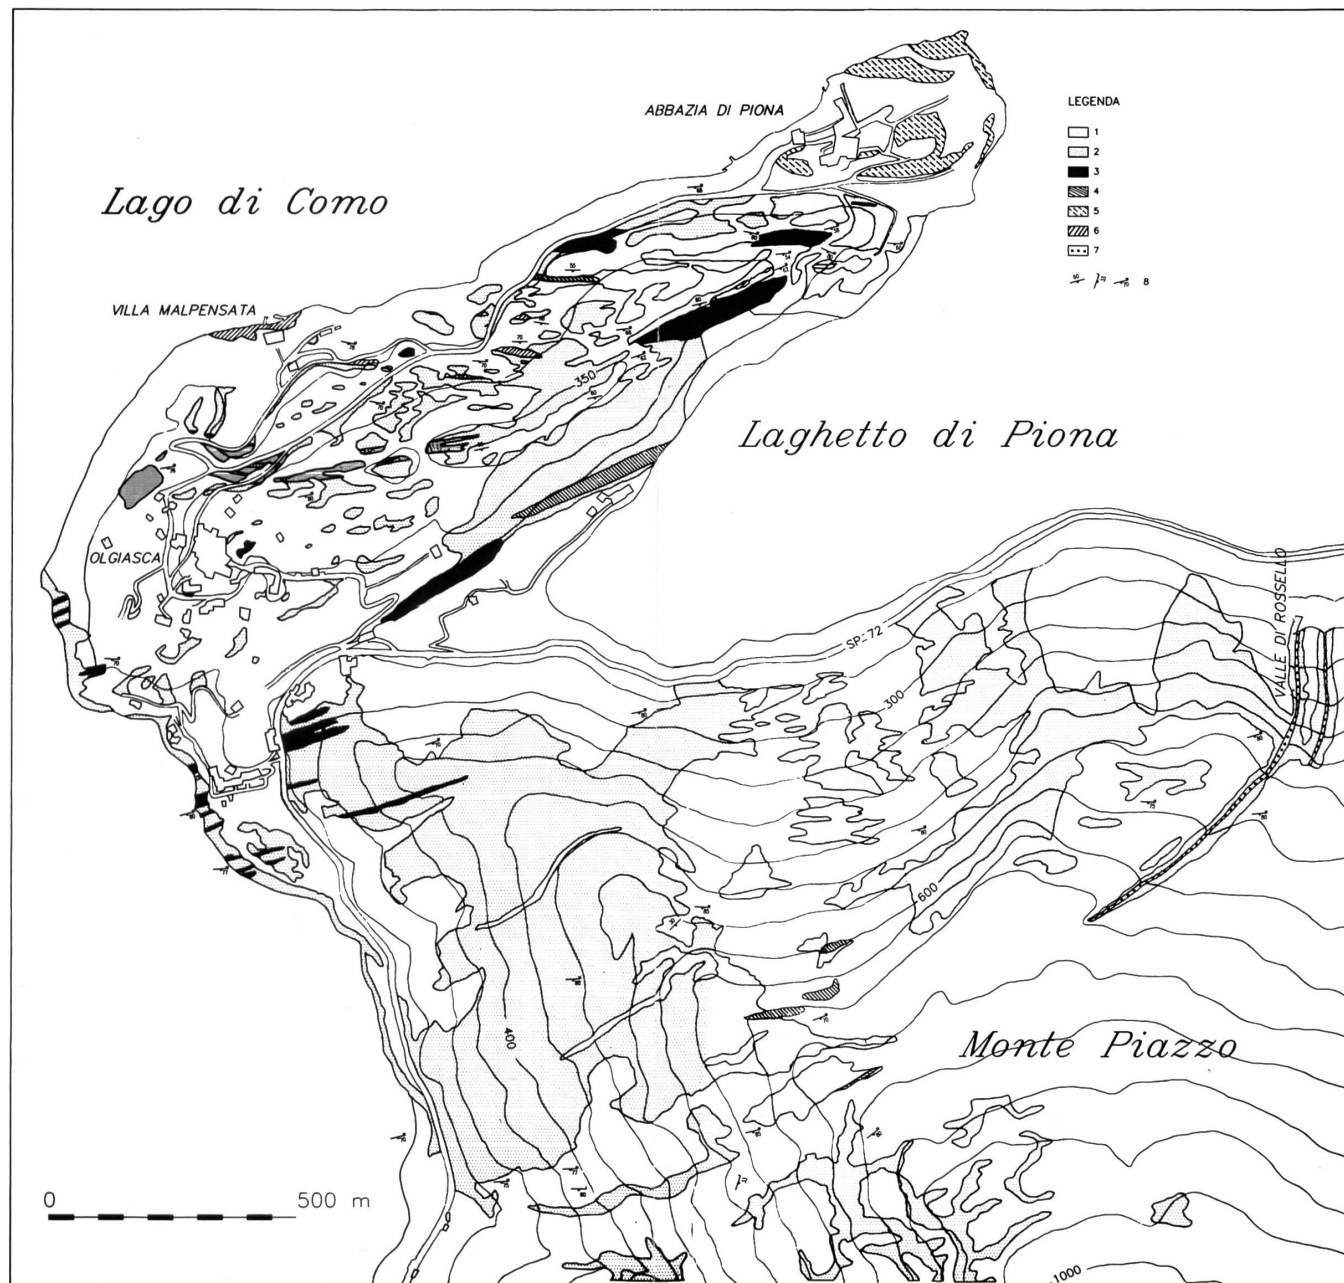 ABBAZIA DI PIONA
LEGENDA
1
2
3
4
5
6
7
8
Lago di Como
VILLA MALPENSATA
350
Laghetto di Piona
OLGIASCA
VALLE DI ROSSELLO
SP-72
300
600
400
Monte Piazzo
0 500 m
1000